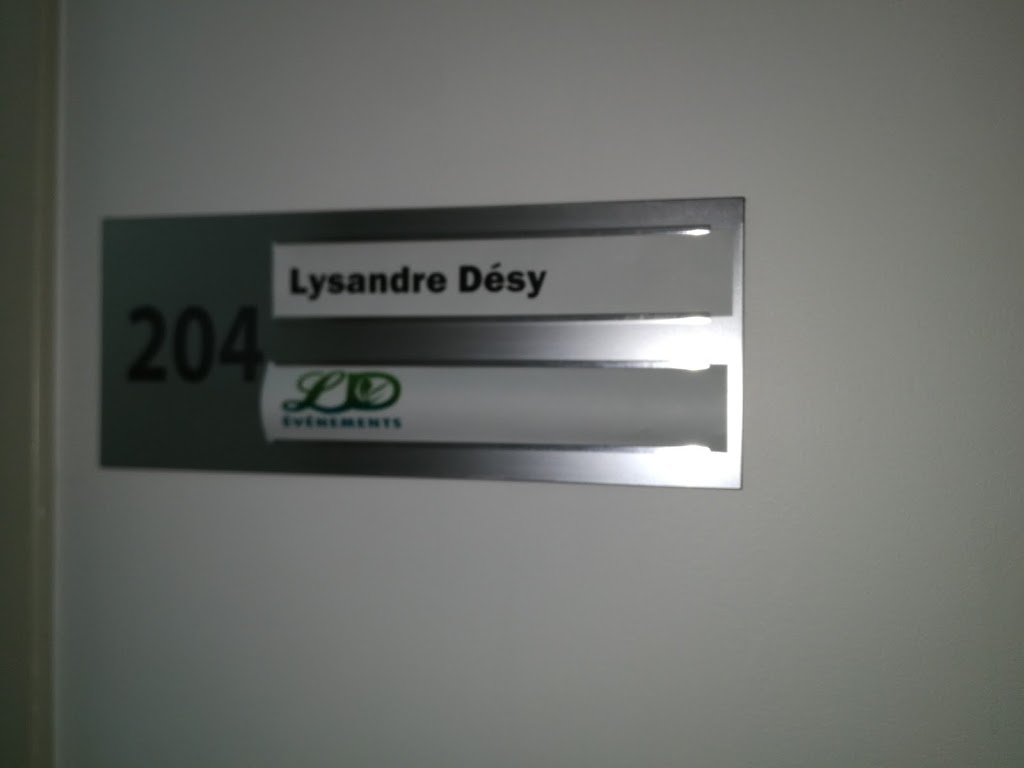 204
Lysandre Désy
LD
ÉVÉNEMENTS